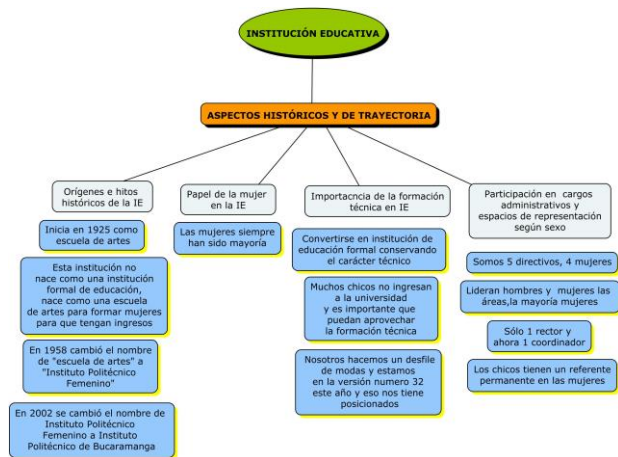 INSTITUCIÓN EDUCATIVA
ASPECTOS HISTÓRICOS Y DE TRAYECTORIA
Orígenes e hitos
históricos de la IE
Inicia en 1925 como
escuela de artes
Esta institución no
nace como una institución
formal de educación,
nace como una escuela
de artes para formar mujeres
para que tengan ingresos
En 1958 cambió el nombre
de "escuela de artes" a
"Instituto Politécnico
Femenino"
En 2002 se cambió el nombre de
Instituto Politécnico
Femenino a Instituto
Politécnico de Bucaramanga
Papel de la mujer
en la IE
Las mujeres siempre
han sido mayoría
Importacncia de la formación
técnica en IE
Convertirse en institución de
educación formal conservando
el carácter técnico
Muchos chicos no ingresan
a la universidad
y es importante que
puedan aprovechar
la formación técnica
Nosotros hacemos un desfile
de modas y estamos
en la versión numero 32
este año y eso nos tiene
posicionados
Participación en cargos
administrativos y
espacios de representación
según sexo
Somos 5 directivos, 4 mujeres
Lideran hombres y mujeres las
áreas,la mayoría mujeres
Sólo 1 rector y
ahora 1 coordinador
Los chicos tienen un referente
permanente en las mujeres